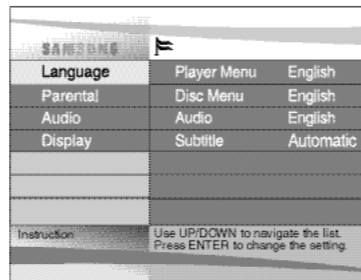 SAMSUNG
Language Player Menu English
Parental Disc Menu English
Audio Audio English
Display Subtitle Automatic
Instruction Use UP/DOWN to navigate the list.
Press ENTER to change the setting.